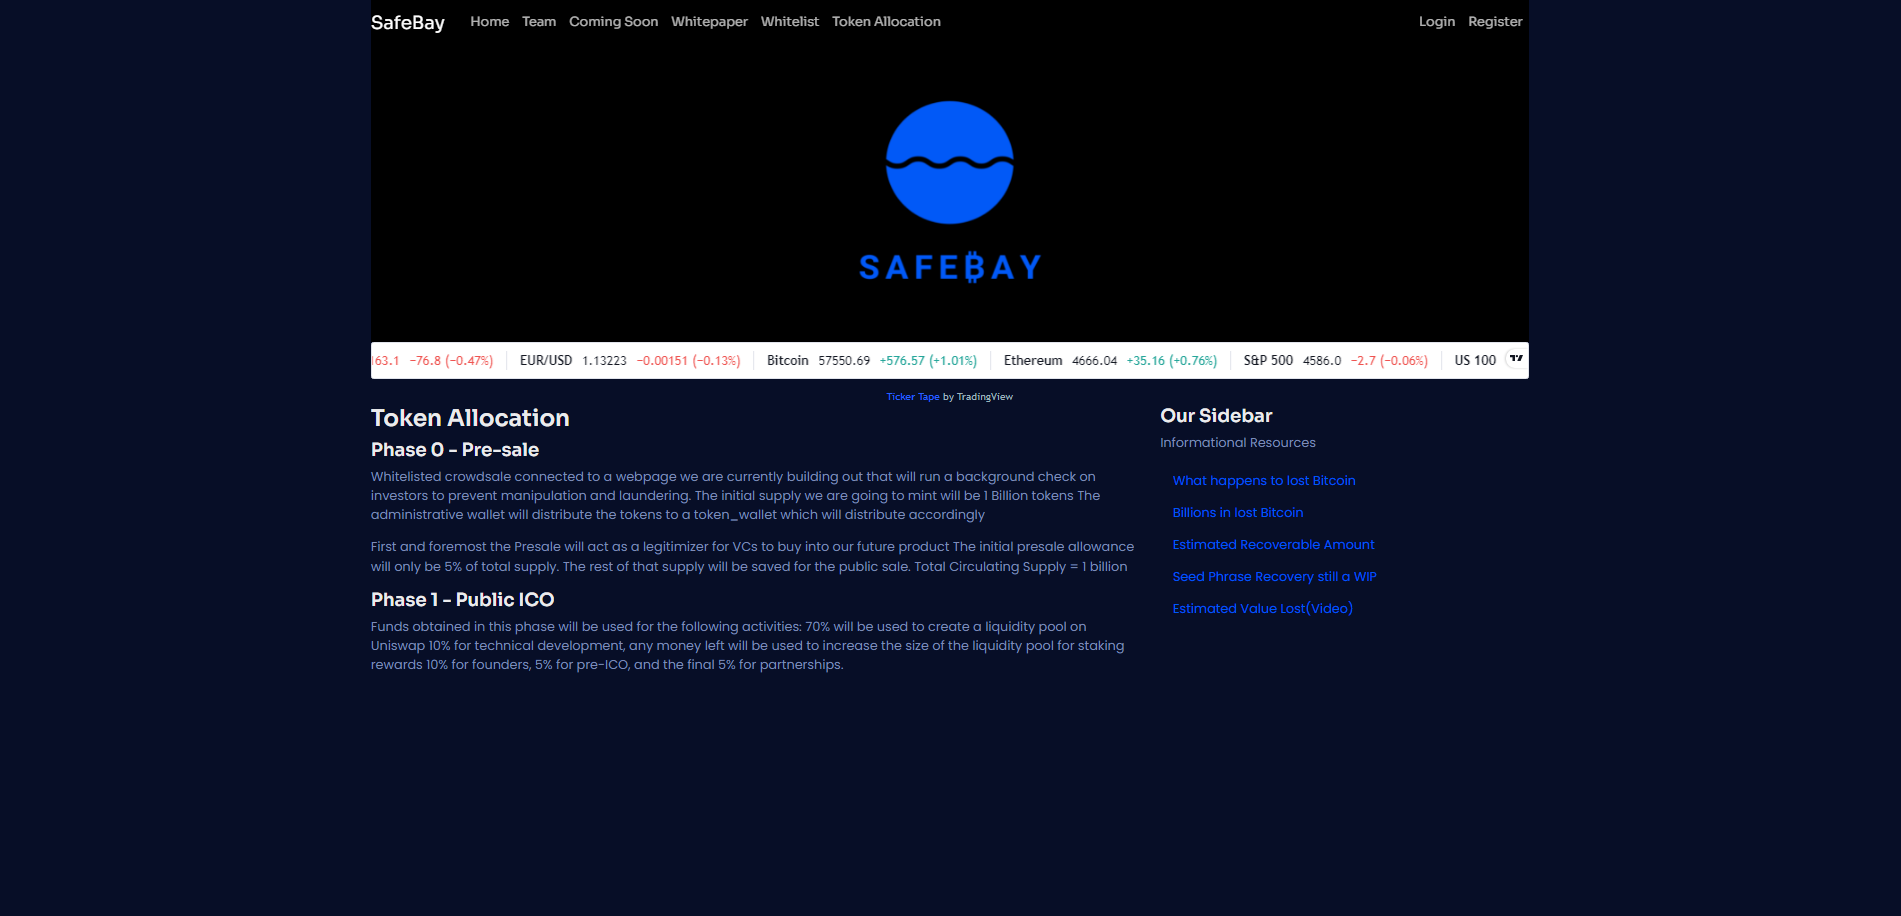 SafeBay Home Team Coming Soon Whitepaper Whitelist Token Allocation Login Register
SAFE₿AY
163.1 −76.8 (−0.47%) EUR/USD 1.13223 −0.00151 (−0.13%) Bitcoin 57550.69 +576.57 (+1.01%) Ethereum 4666.04 +35.16 (+0.76%) S&P 500 4586.0 −2.7 (−0.06%) US 100
Ticker Tape by TradingView
Token Allocation
Phase 0 - Pre-sale
Whitelisted crowdsale connected to a webpage we are currently building out that will run a background check on
investors to prevent manipulation and laundering. The initial supply we are going to mint will be 1 Billion tokens The
administrative wallet will distribute the tokens to a token_wallet which will distribute accordingly
First and foremost the Presale will act as a legitimizer for VCs to buy into our future product The initial presale allowance
will only be 5% of total supply. The rest of that supply will be saved for the public sale. Total Circulating Supply = 1 billion
Phase 1 - Public ICO
Funds obtained in this phase will be used for the following activities: 70% will be used to create a liquidity pool on
Uniswap 10% for technical development, any money left will be used to increase the size of the liquidity pool for staking
rewards 10% for founders, 5% for pre-ICO, and the final 5% for partnerships.
Our Sidebar
Informational Resources
What happens to lost Bitcoin
Billions in lost Bitcoin
Estimated Recoverable Amount
Seed Phrase Recovery still a WIP
Estimated Value Lost(Video)